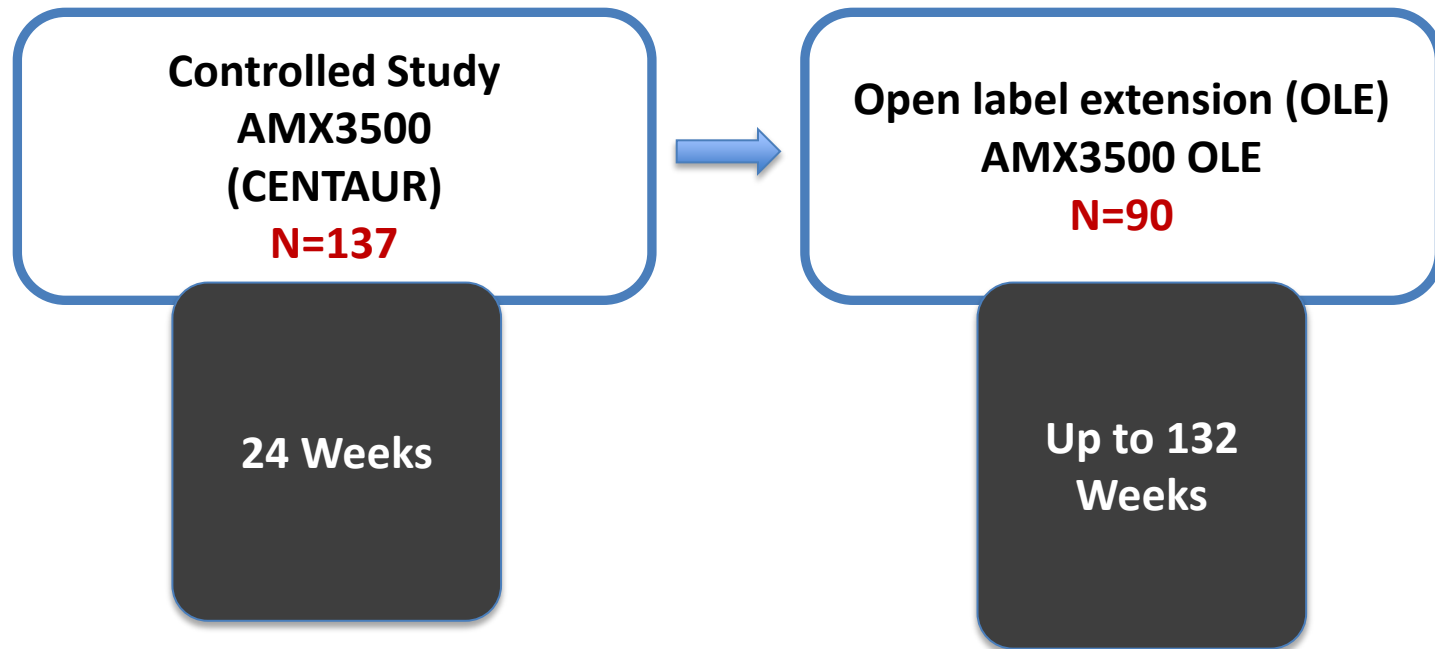 Controlled Study
AMX3500
(CENTAUR)
N=137
Open label extension (OLE)
AMX3500 OLE
N=90
24 Weeks
Up to 132
Weeks